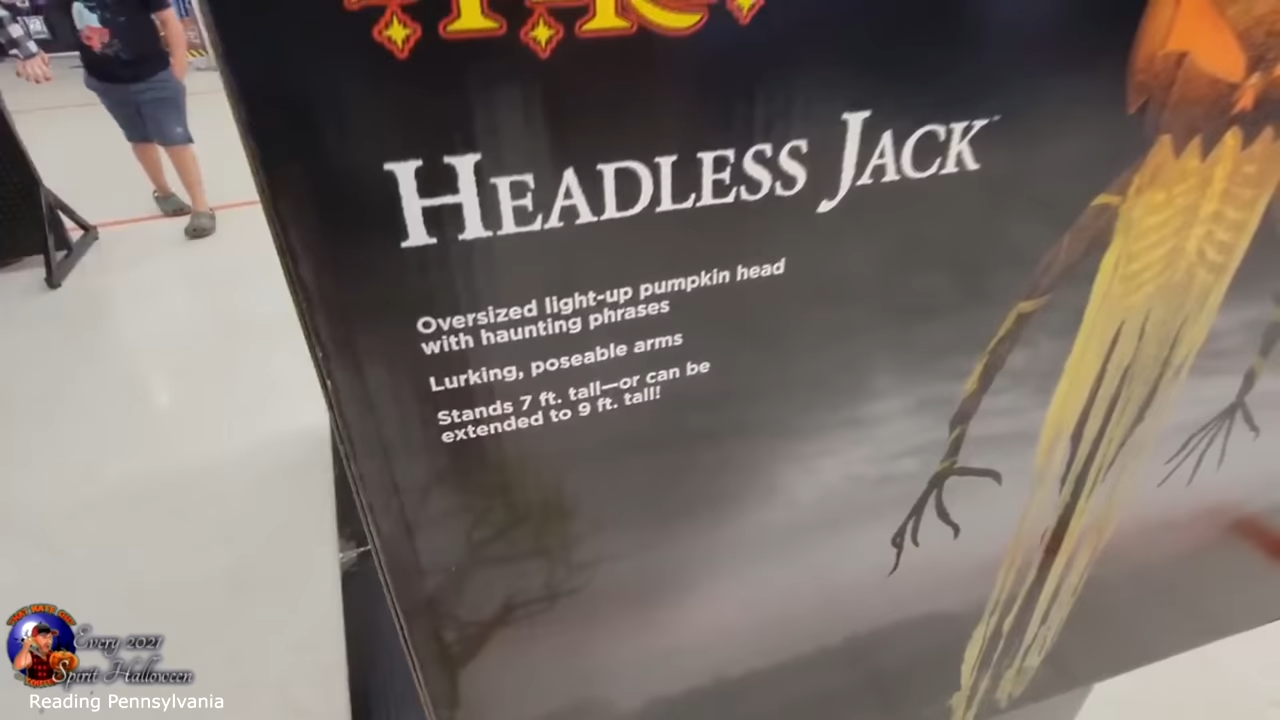 HEADLESS JACK™
Oversized light-up pumpkin head
with haunting phrases
Lurking, poseable arms
Stands 7 ft. tall—or can be
extended to 9 ft. tall!
Every 2021
Spirit Halloween
Reading Pennsylvania